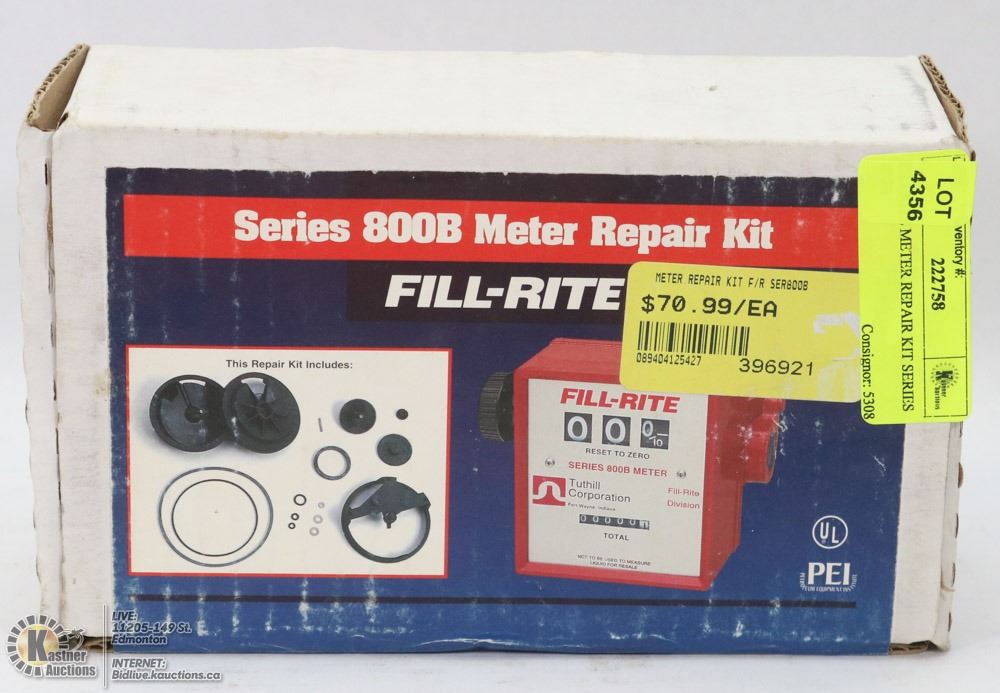 Series 800B Meter Repair Kit
FILL-RITE
METER REPAIR KIT F/R SER800B
$70.99/EA
089404125427
396921
LOT
4356
ventory #:
222758
METER REPAIR KIT SERIES
Consignor: 5308
Kastner
Auctions
This Repair Kit Includes:
FILL-RITE
0 0 0/10
RESET TO ZERO
SERIES 800B METER
Tuthill
Corporation
Fort Wayne, Indiana
Fill-Rite
Division
TOTAL
NOT TO BE USED TO MEASURE
LIQUID FOR RESALE
UL
PEI
Kastner
Auctions
LIVE:
11205-149 St.
Edmonton
INTERNET:
Bidlive.kauctions.ca